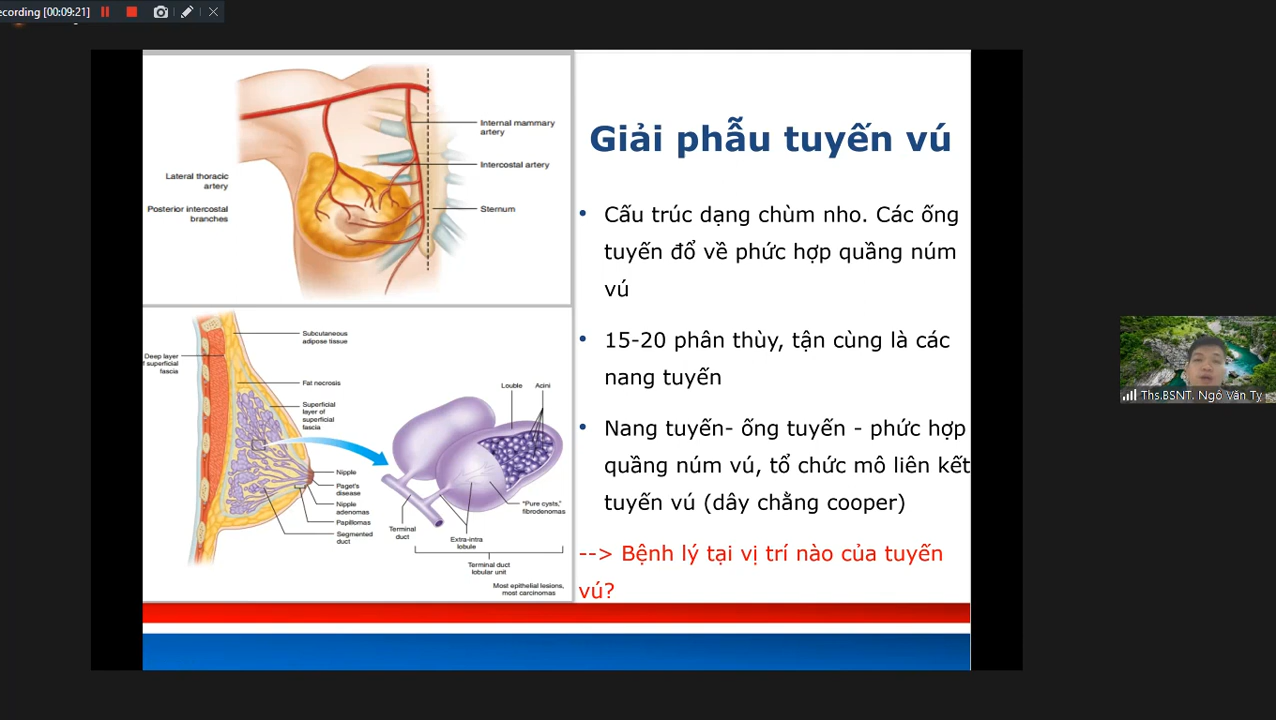 ecording [00:09:21]
Internal mammary
artery
Intercostal artery
Lateral thoracic
artery
Posterior intercostal
branches
Sternum
Giải phẫu tuyến vú
• Cấu trúc dạng chùm nho. Các ống
tuyến đổ về phức hợp quầng núm
vú
• 15-20 phân thùy, tận cùng là các
nang tuyến
• Nang tuyến- ống tuyến - phức hợp
quầng núm vú, tổ chức mô liên kết
tuyến vú (dây chằng cooper)
--> Bệnh lý tại vị trí nào của tuyến
vú?
Subcutaneous
adipose tissue
Deep layer
f superficial
fascia
Fat necrosis
Superficial
layer of
superficial
fascia
Louble
Acini
Nipple
Paget's
disease
Nipple
adenomas
Papillomas
Segmented
duct
Terminal
duct
"Pure cysts,"
fibrodenomas
Extra-intra
lobule
Terminal duct
lobular unit
Most epithelial lesions,
most carcinomas
Ths.BSNT. Ngô Văn Tỵ